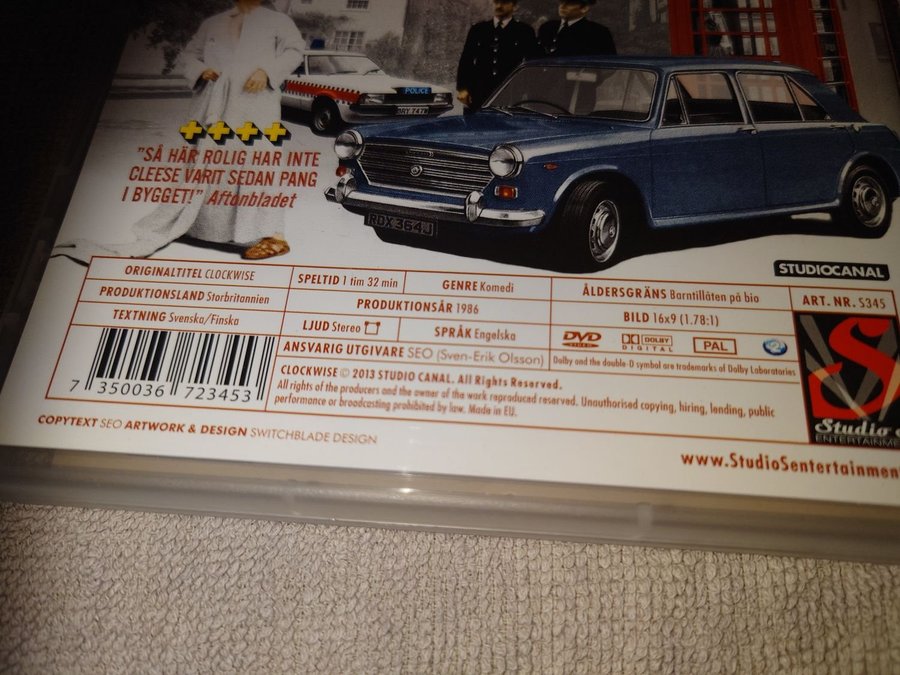 POLICE
"SÅ HÄR ROLIG HAR INTE
CLEESE VARIT SEDAN PANG
I BYGGET!" Aftonbladet
RDX 364J
STUDIOCANAL
ORIGINALTITEL CLOCKWISE
SPELTID 1 tim 32 min
GENRE Komedi
ÅLDERSGRÄNS Barntillåten på bio
ART. NR. S345
PRODUKTIONSLAND Storbritannien
PRODUKTIONSÅR 1986
BILD 16x9 (1.78:1)
TEXTNING Svenska/Finska
LJUD Stereo
SPRÅK Engelska
DVD
VIDEO
DOLBY
DIGITAL
PAL
ANSVARIG UTGIVARE SEO (Sven-Erik Olsson)
Dolby and the double D symbol are trademarks of Dolby Laboratories
CLOCKWISE © 2013 STUDIO CANAL. All Rights Reserved.
All rights of the producers and the owner of the work reproduced reserved. Unauthorised copying, hiring, lending, public
performance or broadcasting prohibited by law. Made in EU.
7 350036 723453
S
Studio
ENTERTAINME
COPYTEXT SEO ARTWORK & DESIGN SWITCHBLADE DESIGN
www.StudioSentertainmen